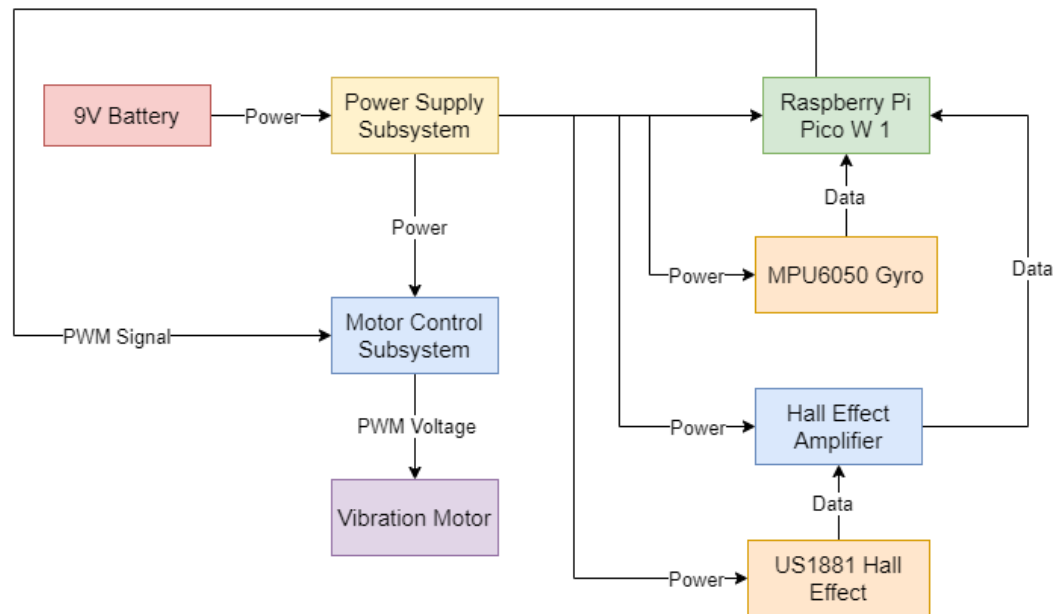 9V Battery
Power
Power Supply
Subsystem
Raspberry Pi
Pico W 1
Data
Power
Power
MPU6050 Gyro
Data
PWM Signal
Motor Control
Subsystem
PWM Voltage
Power
Hall Effect
Amplifier
Vibration Motor
Data
Power
US1881 Hall
Effect